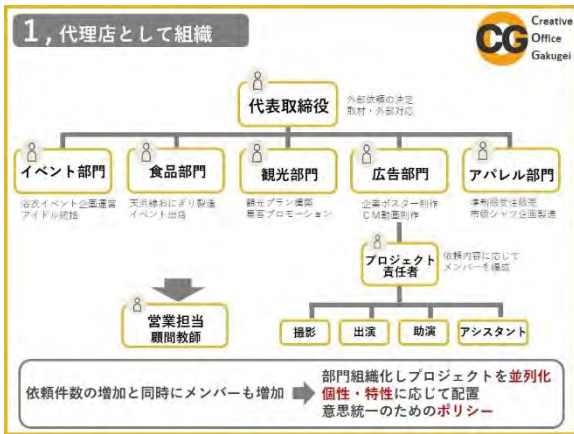 1,代理店として組織
CG
Creative
Office
Gakugei
代表取締役
外部依頼の決定
取材・外部対応
イベント部門
食品部門
観光部門
広告部門
アパレル部門
浴衣イベント企画運営
アイドル統括
天浜線おにぎり製造
イベント出店
観光プラン構築
集客プロモーション
企業ポスター制作
CM動画制作
準制服受注販売
市販シャツ企画製造
プロジェクト
責任者
依頼内容に応じて
メンバーを編成
営業担当
顧問教師
撮影
出演
助演
アシスタント
依頼件数の増加と同時にメンバーも増加
部門組織化しプロジェクトを並列化
個性・特性に応じて配置
意思統一のためのポリシー